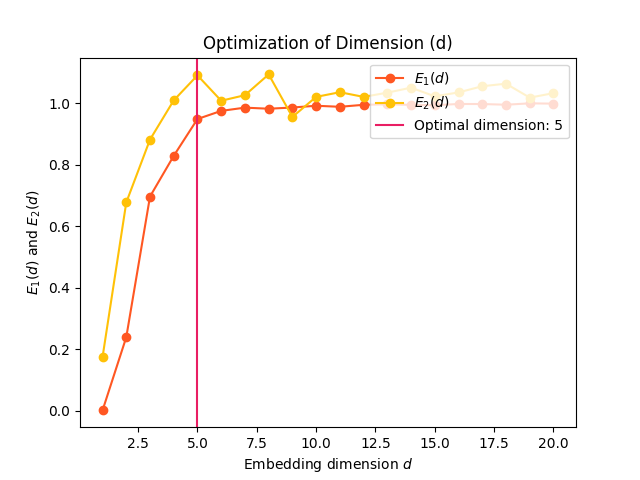 Optimization of Dimension (d)
E₁(d) and E₂(d)
1.0
0.8
0.6
0.4
0.2
0.0
E₁(d)
E₂(d)
Optimal dimension: 5
2.5 5.0 7.5 10.0 12.5 15.0 17.5 20.0
Embedding dimension d